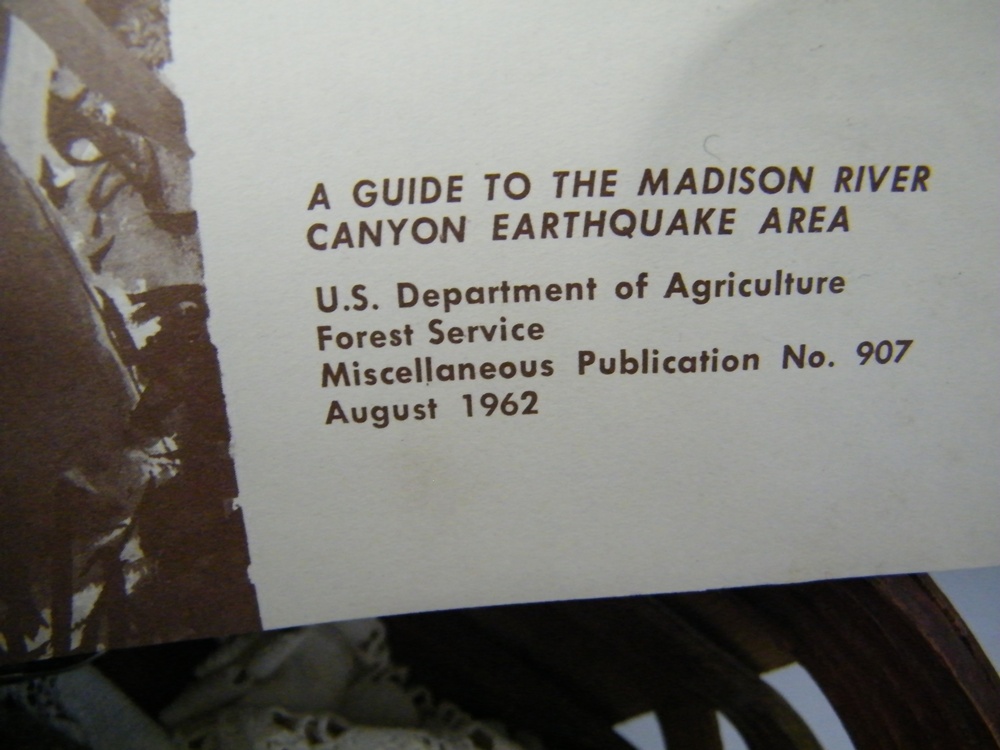 A GUIDE TO THE MADISON RIVER
CANYON EARTHQUAKE AREA
U.S. Department of Agriculture
Forest Service
Miscellaneous Publication No. 907
August 1962